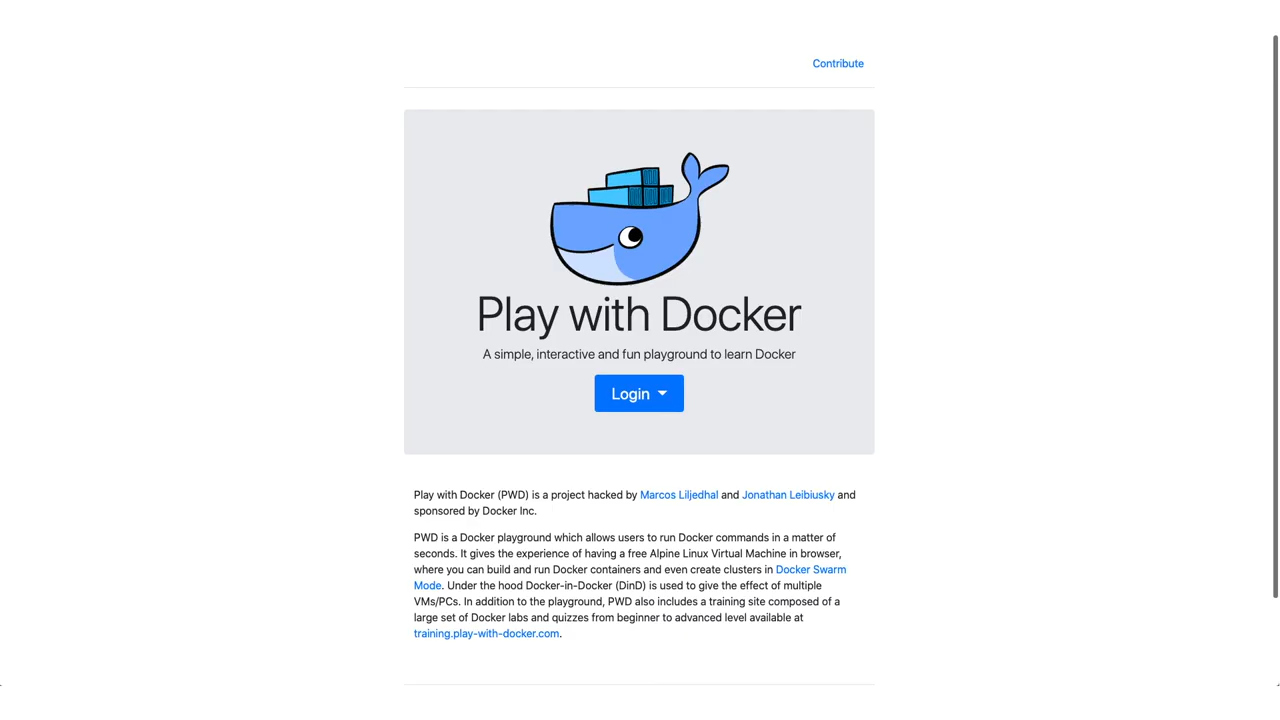 Contribute
Play with Docker
A simple, interactive and fun playground to learn Docker
Login
Play with Docker (PWD) is a project hacked by Marcos Liljedhal and Jonathan Leibiusky and
sponsored by Docker Inc.
PWD is a Docker playground which allows users to run Docker commands in a matter of
seconds. It gives the experience of having a free Alpine Linux Virtual Machine in browser,
where you can build and run Docker containers and even create clusters in Docker Swarm
Mode. Under the hood Docker-in-Docker (DinD) is used to give the effect of multiple
VMs/PCs. In addition to the playground, PWD also includes a training site composed of a
large set of Docker labs and quizzes from beginner to advanced level available at
training.play-with-docker.com.